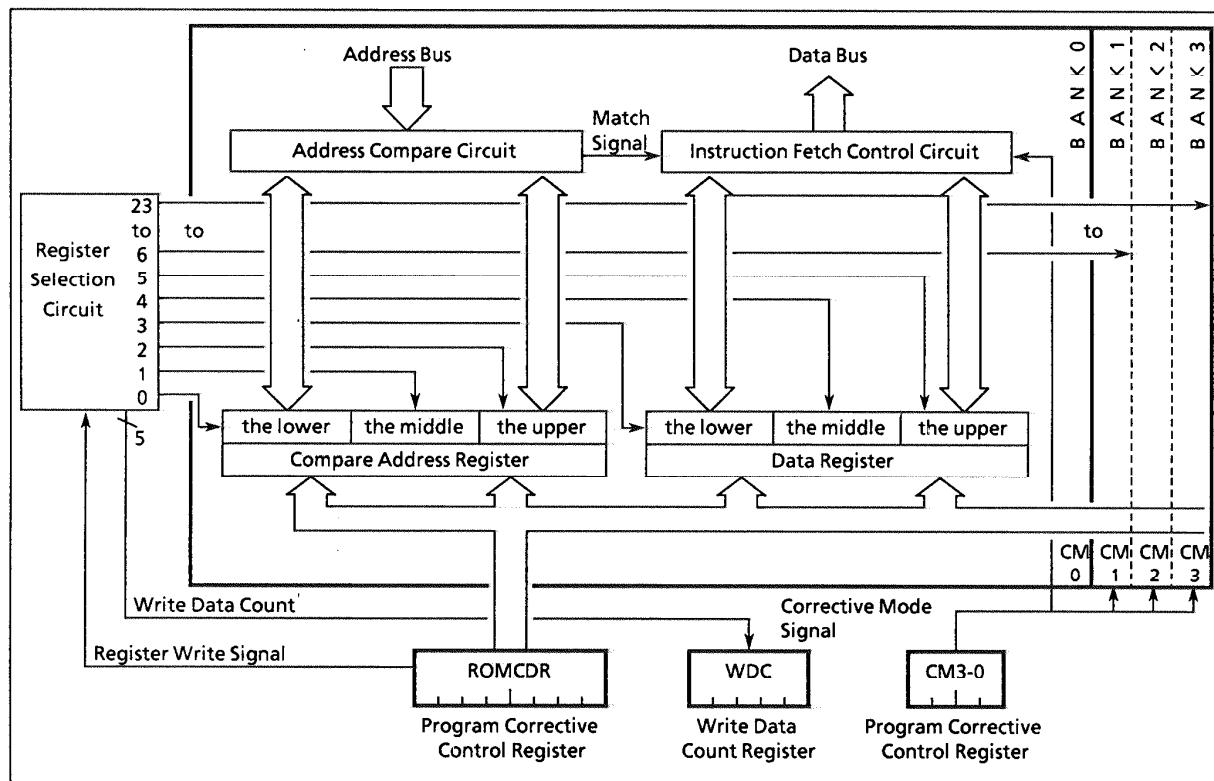 Address Bus
Data Bus
BANK 0
BANK 1
BANK 2
BANK 3
Match
Signal
Address Compare Circuit
Instruction Fetch Control Circuit
Register
Selection
Circuit
23
to
6
5
4
3
2
1
0
to
to
5
the lower
the middle
the upper
Compare Address Register
the lower
the middle
the upper
Data Register
CM
0
CM
1
CM
2
CM
3
Write Data Count
Corrective Mode
Signal
Register Write Signal
ROMCDR
WDC
CM3-0
Program Corrective
Control Register
Write Data
Count Register
Program Corrective
Control Register